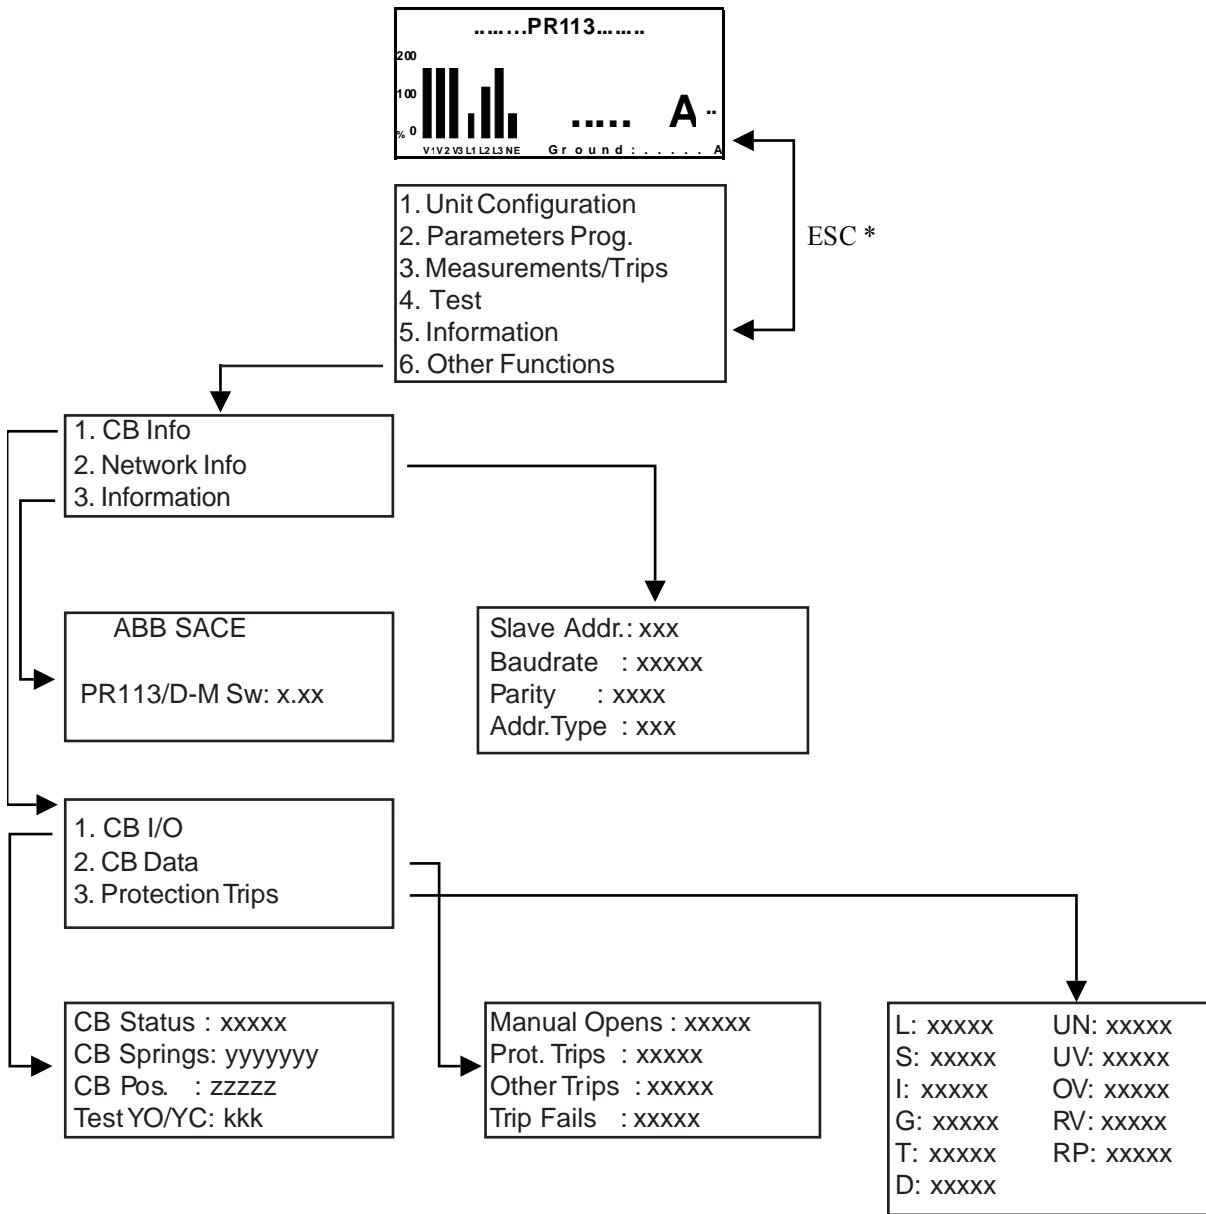 ........PR113........
200
100
% 0
V1 V2 V3 L1 L2 L3 NE
..... A ..
Ground: ..... A
1. Unit Configuration
2. Parameters Prog.
3. Measurements/Trips
4. Test
5. Information
6. Other Functions
ESC *
1. CB Info
2. Network Info
3. Information
ABB SACE
PR113/D-M Sw: x.xx
Slave Addr.: xxx
Baudrate : xxxxx
Parity : xxxx
Addr.Type : xxx
1. CB I/O
2. CB Data
3. Protection Trips
CB Status : xxxxx
CB Springs: yyyyyyy
CB Pos. : zzzzz
Test YO/YC: kkk
Manual Opens : xxxxx
Prot. Trips : xxxxx
Other Trips : xxxxx
Trip Fails : xxxxx
L: xxxxx UN: xxxxx
S: xxxxx UV: xxxxx
I: xxxxx OV: xxxxx
G: xxxxx RV: xxxxx
T: xxxxx RP: xxxxx
D: xxxxx